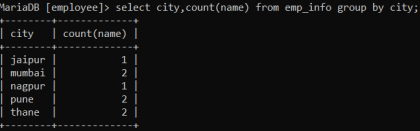 MariaDB [employee]> select city,count(name) from emp_info group by city;
+--------+-------------+
| city   | count(name) |
+--------+-------------+
| jaipur |           1 |
| mumbai |           2 |
| nagpur |           1 |
| pune   |           2 |
| thane  |           2 |
+--------+-------------+